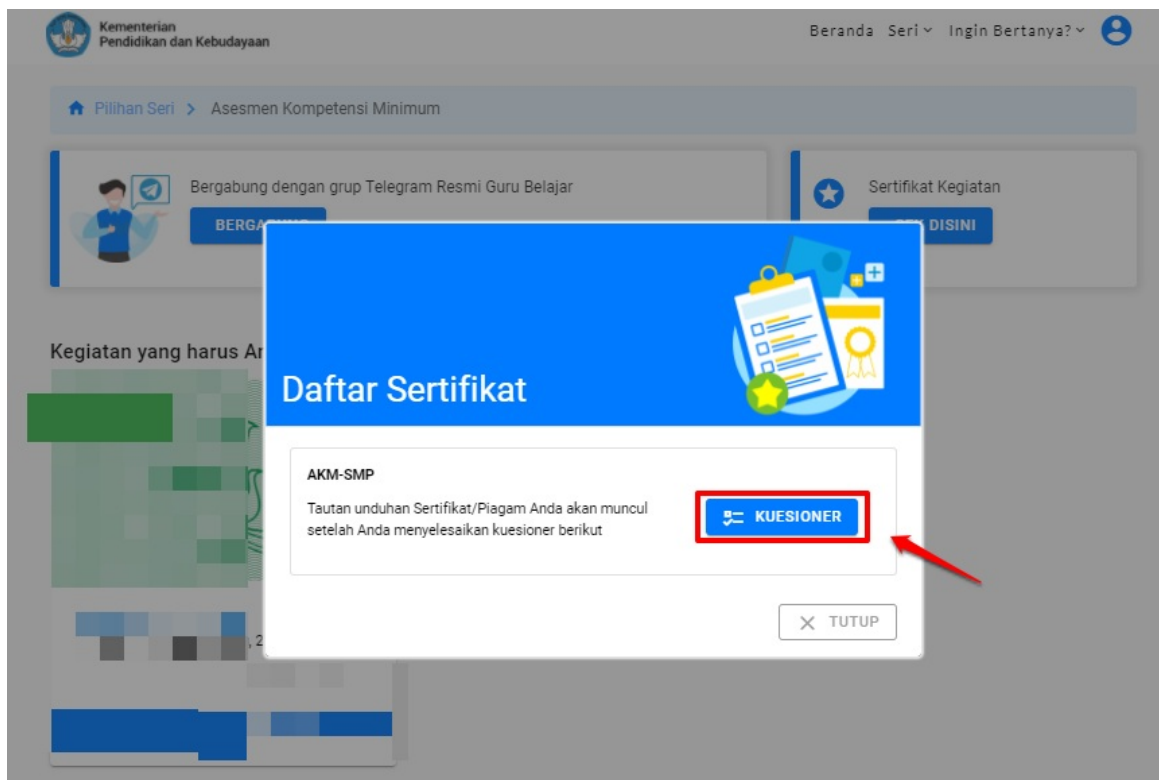 Kementerian
Pendidikan dan Kebudayaan
Beranda Seri Ingin Bertanya?
Pilihan Seri > Asesmen Kompetensi Minimum
Bergabung dengan grup Telegram Resmi Guru Belajar
Sertifikat Kegiatan
DISINI
Kegiatan yang harus
Daftar Sertifikat
AKM-SMP
Tautan unduhan Sertifikat/Piagam Anda akan muncul
setelah Anda menyelesaikan kuesioner berikut
KUESIONER
TUTUP